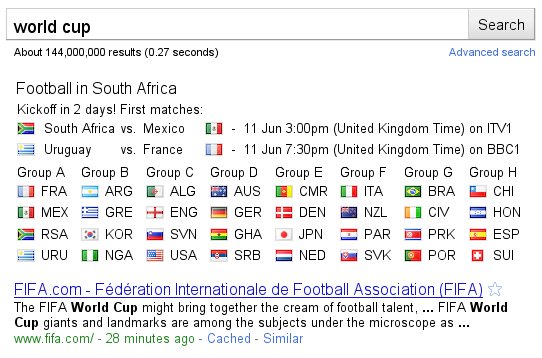 world cup Search
About 144,000,000 results (0.27 seconds) Advanced search
Football in South Africa
Kickoff in 2 days! First matches:
South Africa vs. Mexico - 11 Jun 3:00pm (United Kingdom Time) on ITV1
Uruguay vs. France - 11 Jun 7:30pm (United Kingdom Time) on BBC1
Group A Group B Group C Group D Group E Group F Group G Group H
FRA ARG ALG AUS CMR ITA BRA CHI
MEX GRE ENG GER DEN NZL CIV HON
RSA KOR SVN GHA JPN PAR PRK ESP
URU NGA USA SRB NED SVK POR SUI
FIFA.com - Fédération Internationale de Football Association (FIFA)
The FIFA World Cup might bring together the cream of football talent, ... FIFA World
Cup giants and landmarks are among the subjects under the microscope as ...
www.fifa.com/ - 28 minutes ago - Cached - Similar